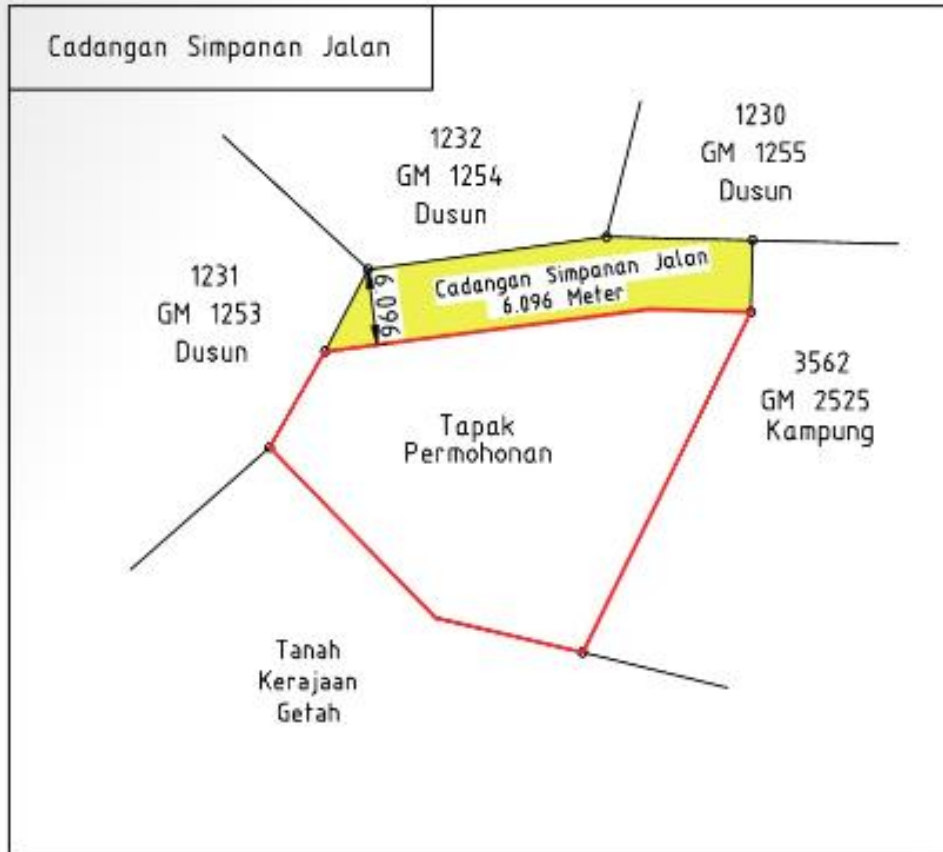 Cadangan Simpanan Jalan
1232
GM 1254
Dusun
1230
GM 1255
Dusun
1231
GM 1253
Dusun
6.096
Cadangan Simpanan Jalan
6.096 Meter
3562
GM 2525
Kampung
Tapak
Permohonan
Tanah
Kerajaan
Getah